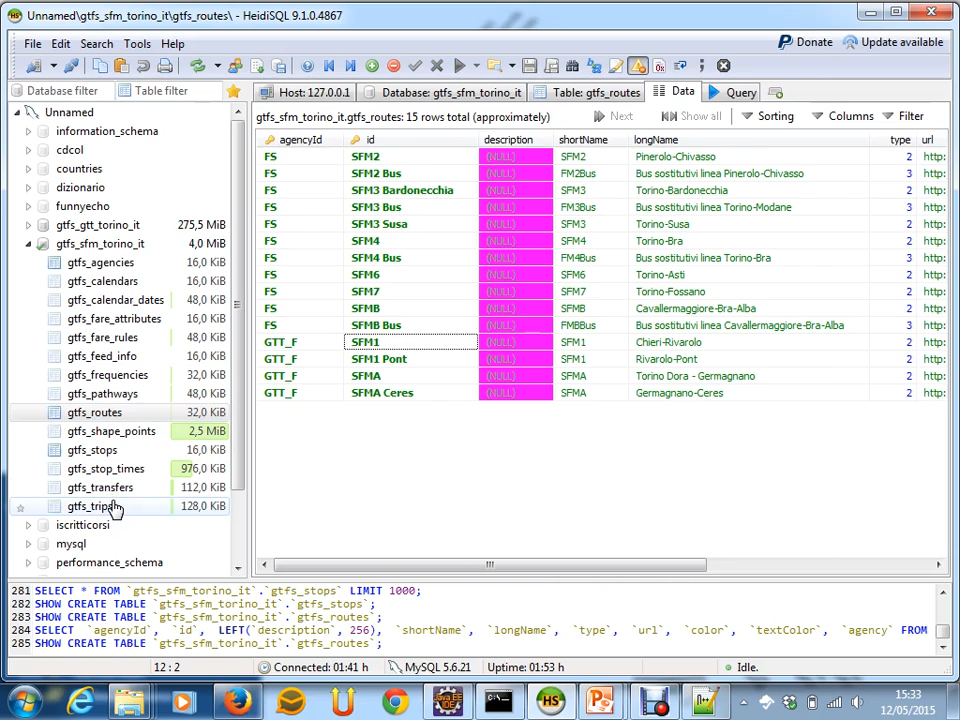 Unnamed\gtfs_sfm_torino_it\gtfs_routes\ - HeidiSQL 9.1.0.4867
File Edit Search Tools Help
Donate Update available
Database filter Table filter
Host: 127.0.0.1 Database: gtfs_sfm_torino_it Table: gtfs_routes Data Query
gtfs_sfm_torino_it.gtfs_routes: 15 rows total (approximately) Next Show all Sorting Columns Filter
Unnamed
information_schema
cdcol
countries
dizionario
funnyecho
gtfs_gtt_torino_it 275,5 MiB
gtfs_sfm_torino_it 4,0 MiB
gtfs_agencies 16,0 KiB
gtfs_calendars 16,0 KiB
gtfs_calendar_dates 48,0 KiB
gtfs_fare_attributes 16,0 KiB
gtfs_fare_rules 48,0 KiB
gtfs_feed_info 16,0 KiB
gtfs_frequencies 32,0 KiB
gtfs_pathways 48,0 KiB
gtfs_routes 32,0 KiB
gtfs_shape_points 2,5 MiB
gtfs_stops 16,0 KiB
gtfs_stop_times 976,0 KiB
gtfs_transfers 112,0 KiB
gtfs_trips 128,0 KiB
iscritticorsi
mysql
performance_schema
agencyId id description shortName longName type url
FS SFM2 (NULL) SFM2 Pinerolo-Chivasso 2 http:
FS SFM2 Bus (NULL) FM2Bus Bus sostitutivi linea Pinerolo-Chivasso 3 http:
FS SFM3 Bardonecchia (NULL) SFM3 Torino-Bardonecchia 2 http:
FS SFM3 Bus (NULL) FM3Bus Bus sostitutivi linea Torino-Modane 3 http:
FS SFM3 Susa (NULL) SFM3 Torino-Susa 2 http:
FS SFM4 (NULL) SFM4 Torino-Bra 2 http:
FS SFM4 Bus (NULL) FM4Bus Bus sostitutivi linea Torino-Bra 3 http:
FS SFM6 (NULL) SFM6 Torino-Asti 2 http:
FS SFM7 (NULL) SFM7 Torino-Fossano 2 http:
FS SFMB (NULL) SFMB Cavallermaggiore-Bra-Alba 2 http:
FS SFMB Bus (NULL) FMBBus Bus sostitutivi linea Cavallermaggiore-Bra-Alba 3 http:
GTT_F SFM1 (NULL) SFM1 Chieri-Rivarolo 2 http:
GTT_F SFM1 Pont (NULL) SFM1 Rivarolo-Pont 2 http:
GTT_F SFMA (NULL) SFMA Torino Dora - Germagnano 2 http:
GTT_F SFMA Ceres (NULL) SFMA Germagnano-Ceres 2 http:
281 SELECT * FROM `gtfs_sfm_torino_it`.`gtfs_stops` LIMIT 1000;
282 SHOW CREATE TABLE `gtfs_sfm_torino_it`.`gtfs_stops`;
283 SHOW CREATE TABLE `gtfs_sfm_torino_it`.`gtfs_routes`;
284 SELECT `agencyId`, `id`, LEFT(`description`, 256), `shortName`, `longName`, `type`, `url`, `color`, `textColor`, `agency` FROM
285 SHOW CREATE TABLE `gtfs_sfm_torino_it`.`gtfs_routes`;
12 : 2 Connected: 01:41 h MySQL 5.6.21 Uptime: 01:53 h Idle.
15:33
12/05/2015